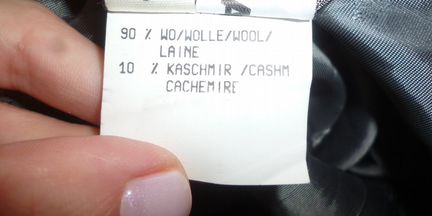 90 % WO/WOLLE/WOOL/
LAINE
10 % KASCHMIR /CASHM
CACHEMIRE